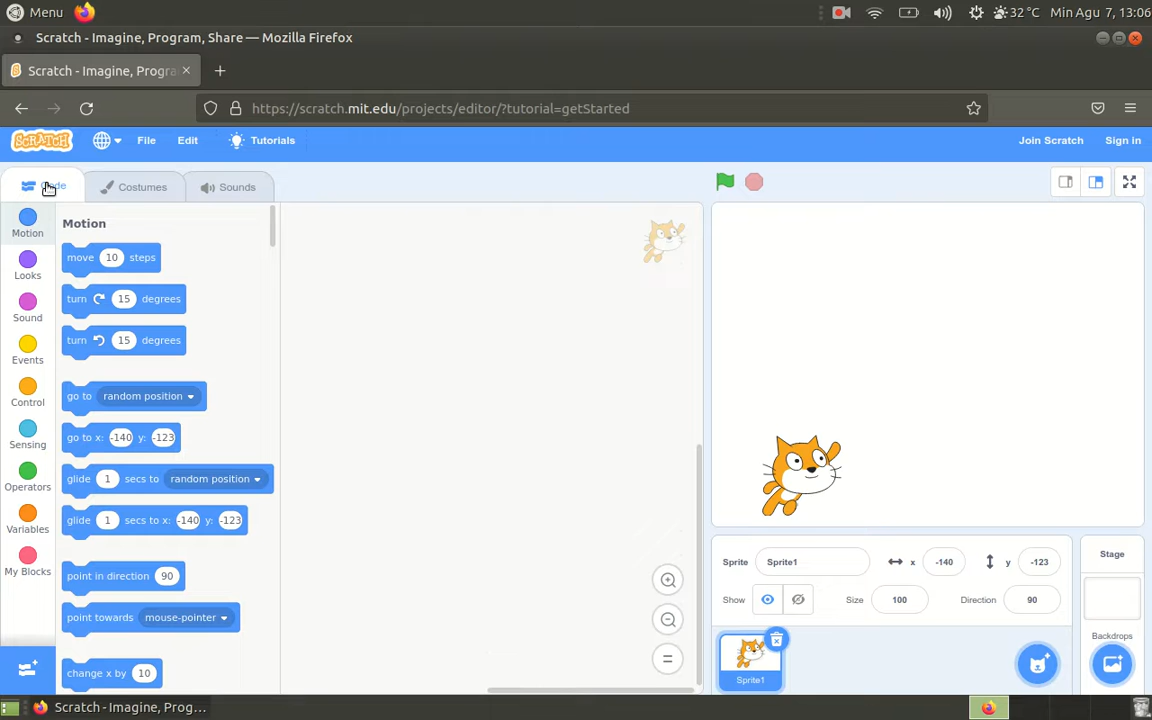 Menu
32 °C Min Agu 7, 13:06
Scratch - Imagine, Program, Share — Mozilla Firefox
Scratch - Imagine, Progra
https://scratch.mit.edu/projects/editor/?tutorial=getStarted
SCRATCH File Edit Tutorials Join Scratch Sign in
Costumes Sounds
Motion
Looks
Sound
Events
Control
Sensing
Operators
Variables
My Blocks
Motion
move 10 steps
turn 15 degrees
turn 15 degrees
go to random position
go to x: -140 y: -123
glide 1 secs to random position
glide 1 secs to x: -140 y: -123
point in direction 90
point towards mouse-pointer
change x by 10
Sprite Sprite1 x -140 y -123
Show Size 100 Direction 90
Sprite1
Stage
Backdrops
Scratch - Imagine, Prog...